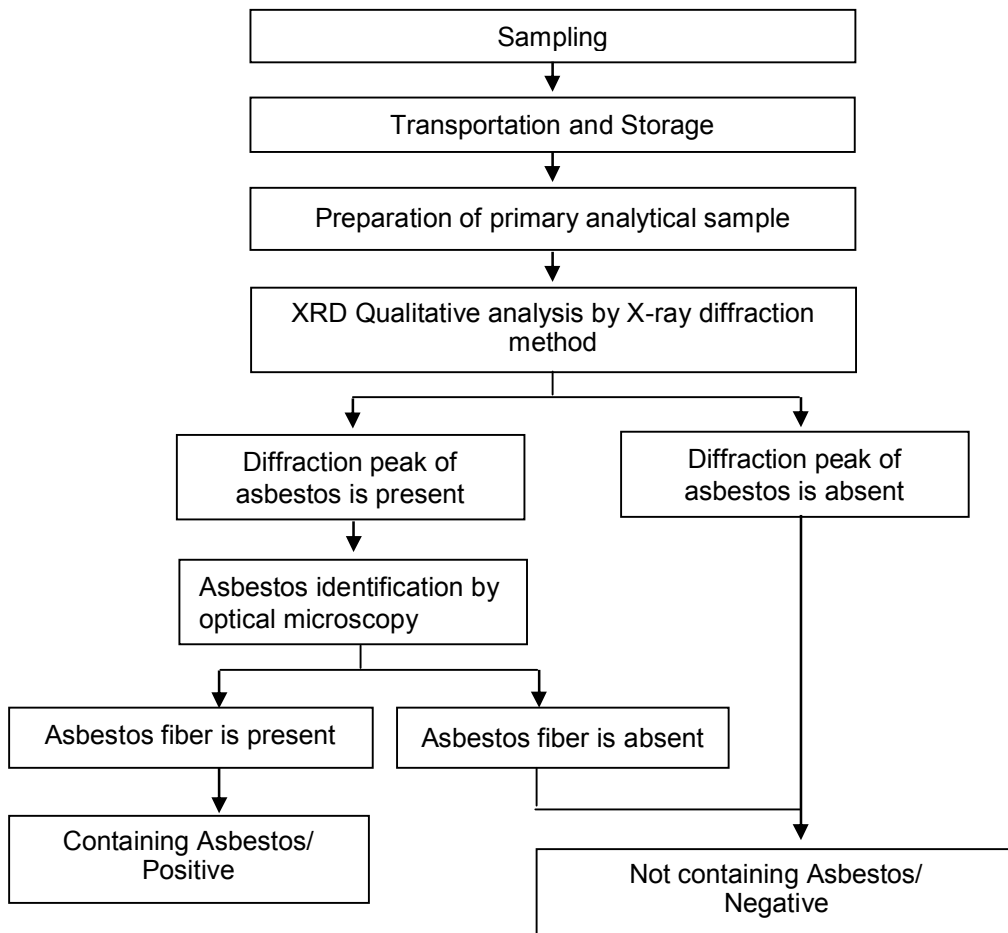 Sampling
Transportation and Storage
Preparation of primary analytical sample
XRD Qualitative analysis by X-ray diffraction
method
Diffraction peak of
asbestos is present
Diffraction peak of
asbestos is absent
Asbestos identification by
optical microscopy
Asbestos fiber is present
Asbestos fiber is absent
Containing Asbestos/
Positive
Not containing Asbestos/
Negative